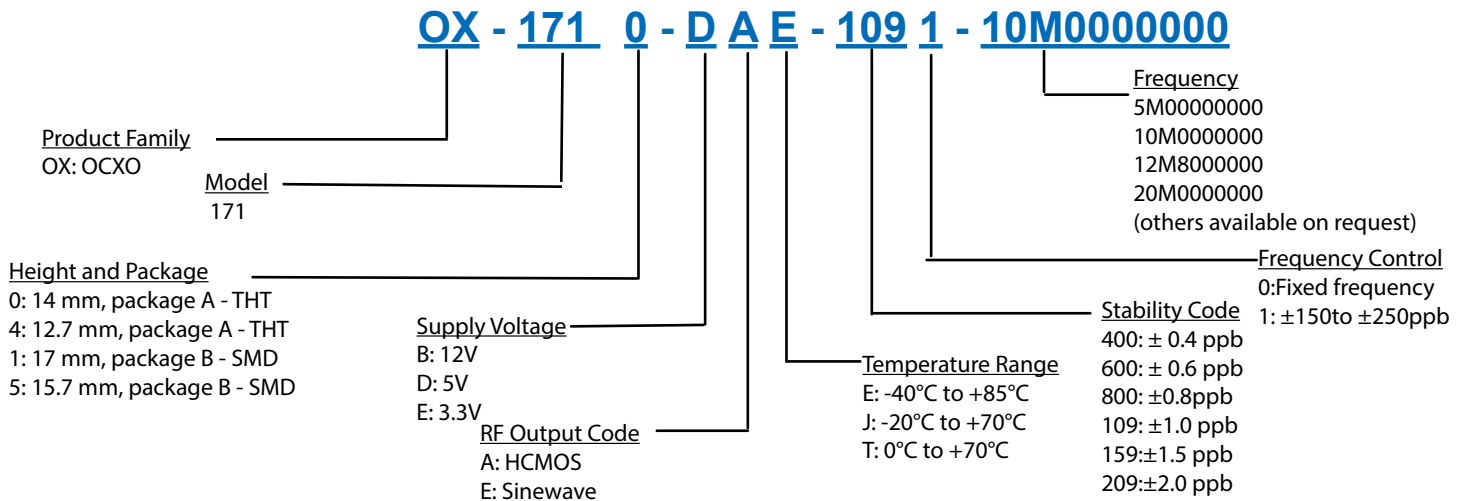 OX - 171 0 - D A E - 109 1 - 10M0000000
Product Family
OX: OCXO
Model
171
Height and Package
0: 14 mm, package A - THT
4: 12.7 mm, package A - THT
1: 17 mm, package B - SMD
5: 15.7 mm, package B - SMD
Supply Voltage
B: 12V
D: 5V
E: 3.3V
RF Output Code
A: HCMOS
E: Sinewave
Temperature Range
E: -40°C to +85°C
J: -20°C to +70°C
T: 0°C to +70°C
Stability Code
400: ± 0.4 ppb
600: ± 0.6 ppb
800: ±0.8ppb
109: ±1.0 ppb
159:±1.5 ppb
209:±2.0 ppb
Frequency Control
0:Fixed frequency
1: ±150to ±250ppb
Frequency
5M00000000
10M0000000
12M8000000
20M0000000
(others available on request)